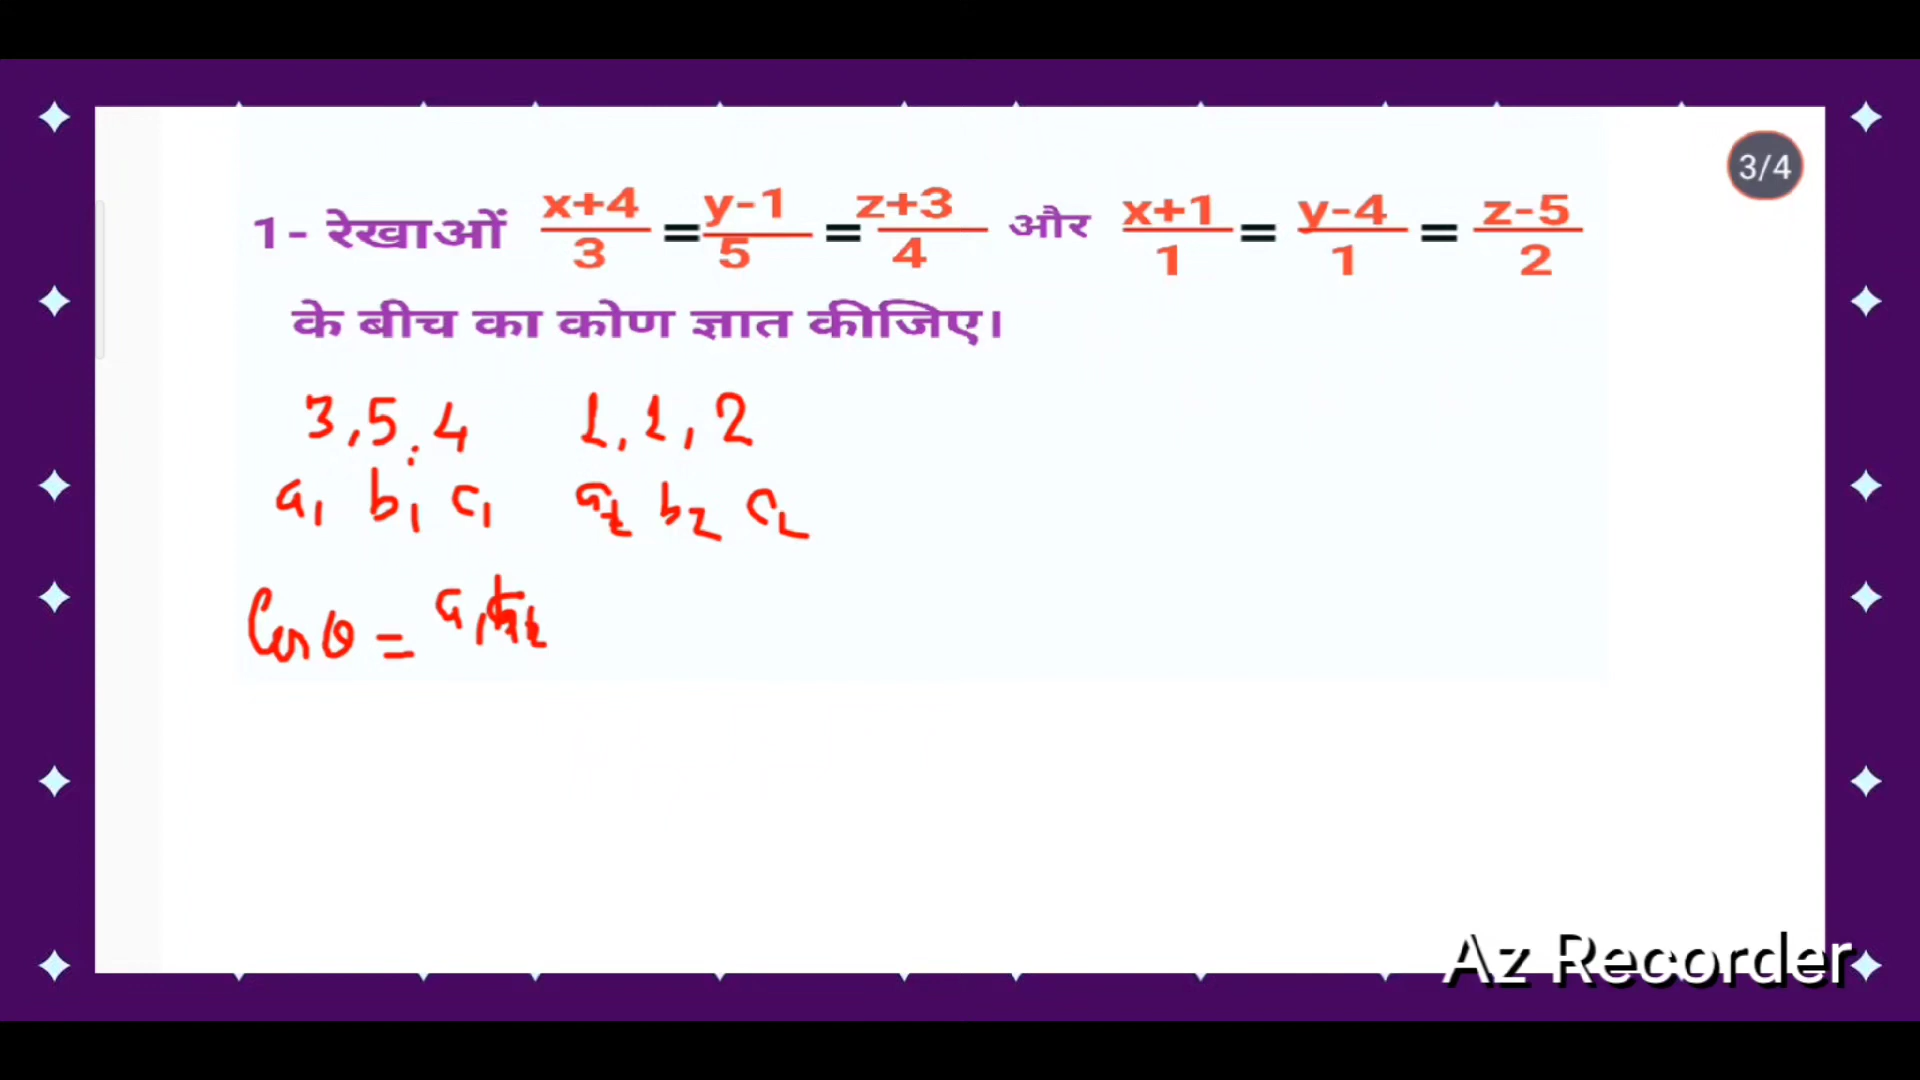 3/4
1- रेखाओं x+4/3 = y-1/5 = z+3/4 और x+1/1 = y-4/1 = z-5/2
के बीच का कोण ज्ञात कीजिए।
3, 5, 4 1, 1, 2
a₁ b₁ c₁ a₂ b₂ c₂
Cos θ = a₁
Az Recorder